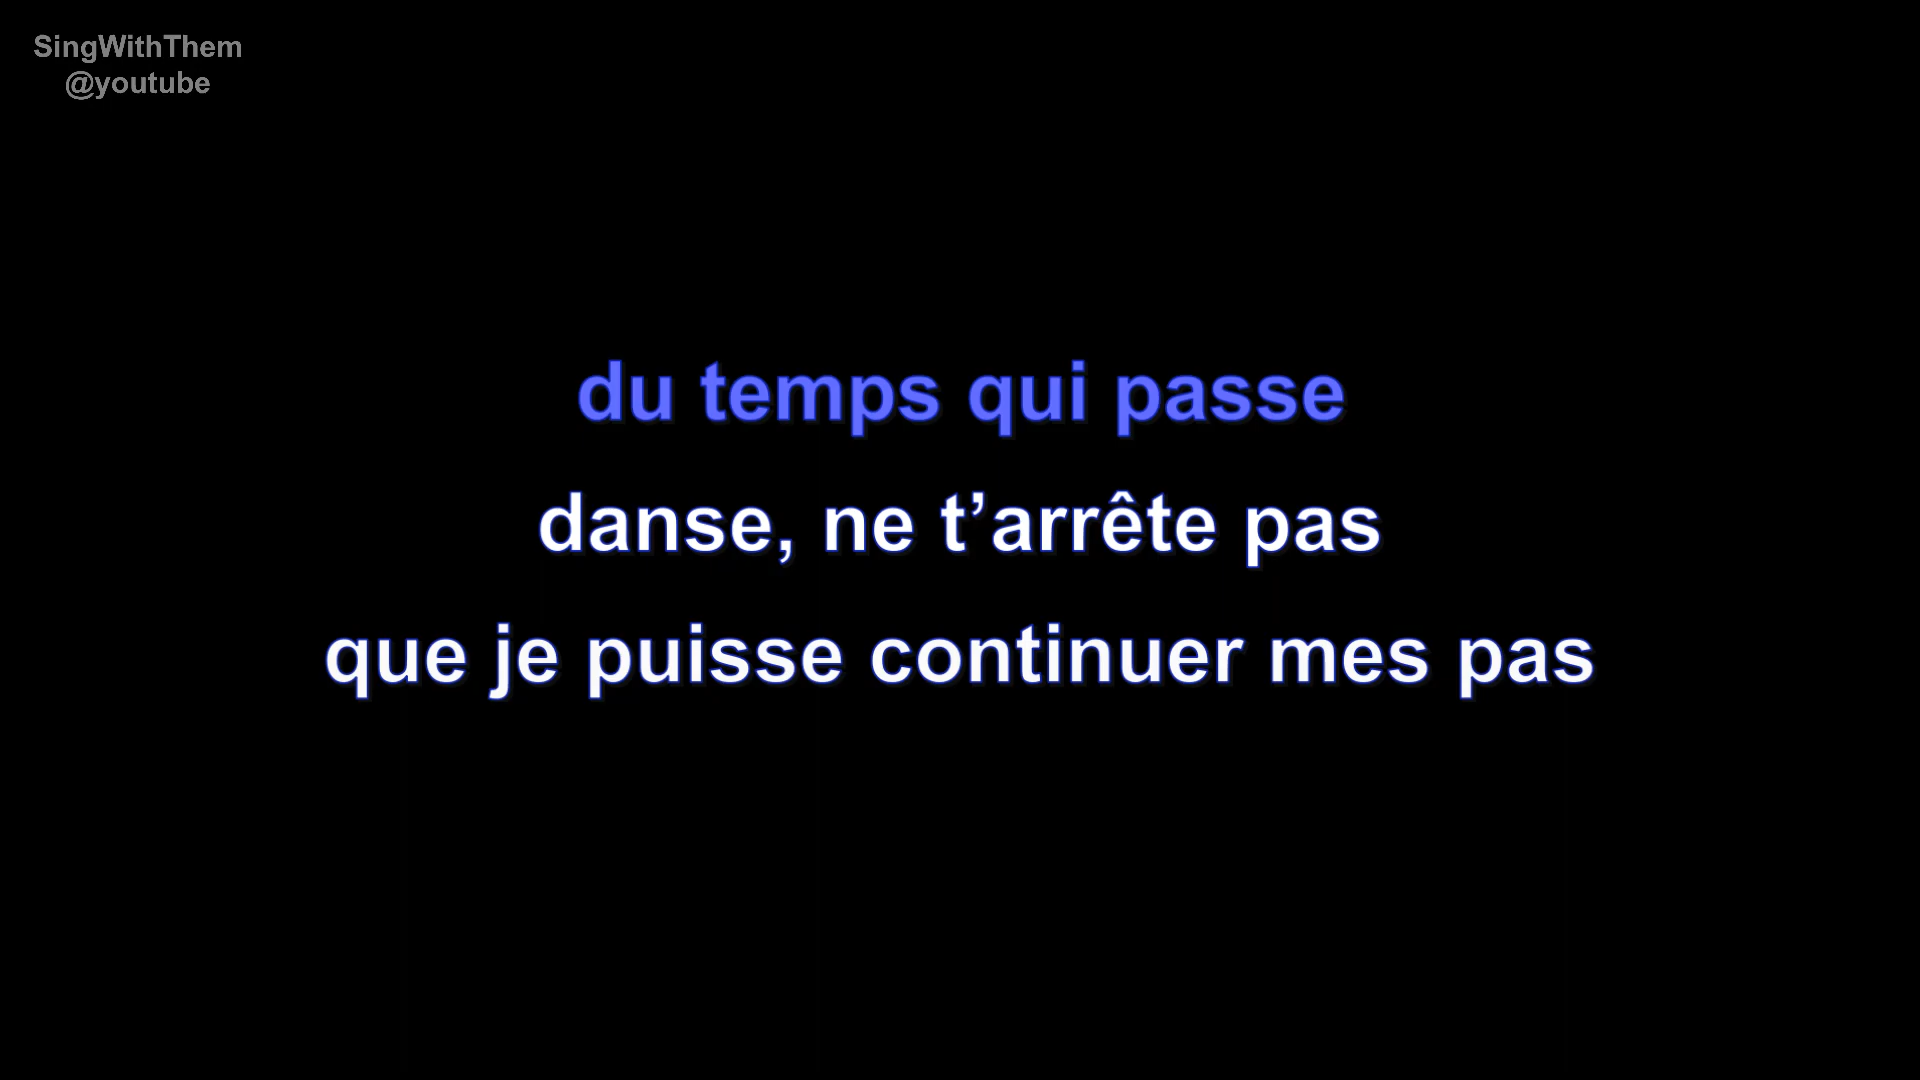 SingWithThem
@youtube
du temps qui passe
danse, ne t’arrête pas
que je puisse continuer mes pas